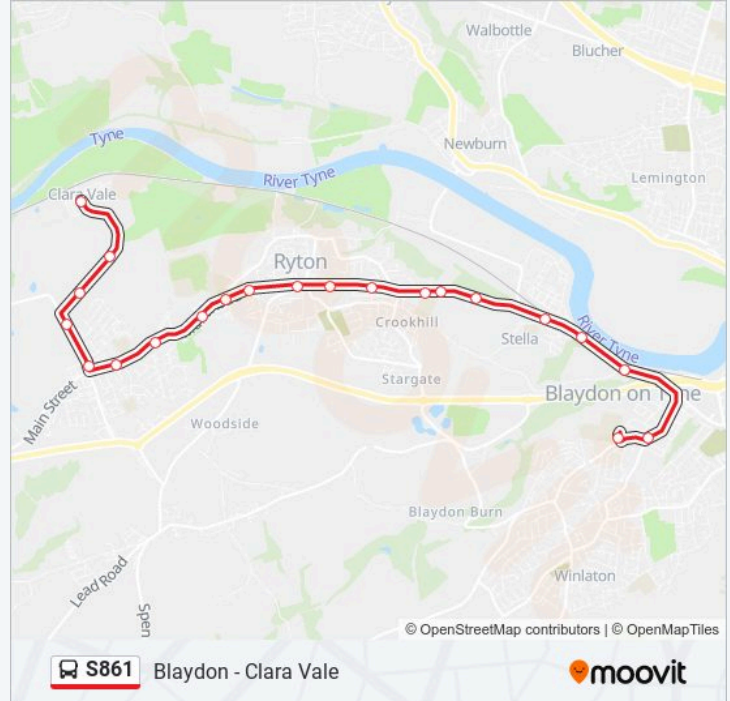 Walbottle
Blucher
Newburn
Tyne
River Tyne
Lemington
Clara Vale
Ryton
Crookhill
River Tyne
Stella
Stargate
Blaydon on Tyne
Main Street
Woodside
Blaydon Burn
Lead Road
Spen
Winlaton
© OpenStreetMap contributors | © OpenMapTiles
S861 Blaydon - Clara Vale
moovit